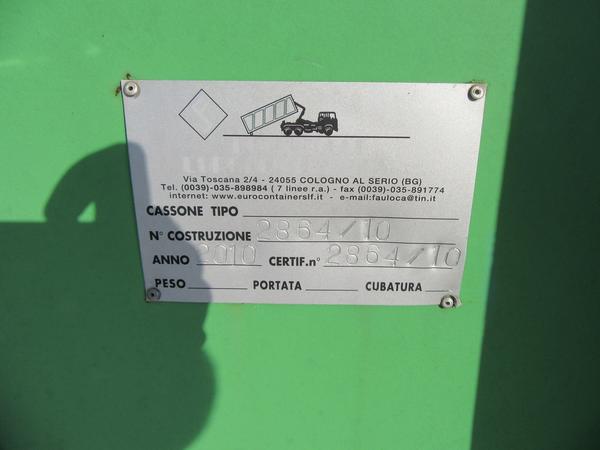 Via Toscana 2/4 - 24055 COLOGNO AL SERIO (BG)
Tel. (0039)-035-898984 ( 7 linee r.a.) - fax (0039)-035-891774
internet: www.eurocontainerslf.it - e-mail:fauloca@tin.it
CASSONE TIPO
N° COSTRUZIONE 2864/10
ANNO 2010 CERTIF.n° 2864/10
PESO PORTATA CUBATURA